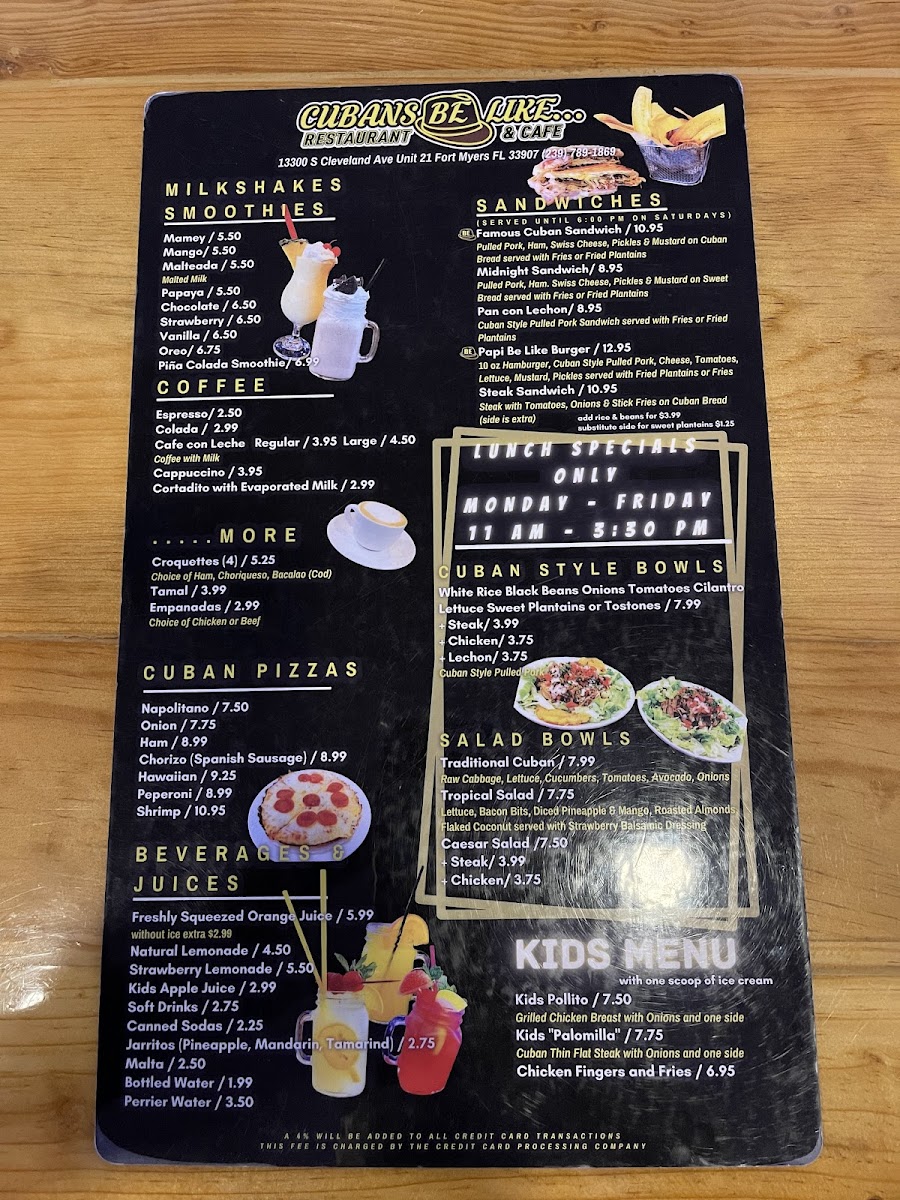 CUBANS BE LIKE...
RESTAURANT & CAFE
13300 S Cleveland Ave Unit 21 Fort Myers FL 33907 (239) 789-1869
MILKSHAKES
SMOOTHIES
Mamey / 5.50
Mango/ 5.50
Malteada / 5.50
Malted Milk
Papaya / 5.50
Chocolate / 6.50
Strawberry / 6.50
Vanilla / 6.50
Oreo/ 6.75
Piña Colada Smoothie/ 6.99
COFFEE
Espresso/ 2.50
Colada / 2.99
Cafe con Leche Regular / 3.95 Large / 4.50
Coffee with Milk
Cappuccino / 3.95
Cortadito with Evaporated Milk / 2.99
.....MORE
Croquettes (4) / 5.25
Choice of Ham, Choriqueso, Bacalao (Cod)
Tamal / 3.99
Empanadas / 2.99
Choice of Chicken or Beef
CUBAN PIZZAS
Napolitano / 7.50
Onion / 7.75
Ham / 8.99
Chorizo (Spanish Sausage) / 8.99
Hawaiian / 9.25
Peperoni / 8.99
Shrimp / 10.95
BEVERAGES &
JUICES
Freshly Squeezed Orange Juice / 5.99
without ice extra $2.99
Natural Lemonade / 4.50
Strawberry Lemonade / 5.50
Kids Apple Juice / 2.99
Soft Drinks / 2.75
Canned Sodas / 2.25
Jarritos (Pineapple, Mandarin, Tamarind) / 2.75
Malta / 2.50
Bottled Water / 1.99
Perrier Water / 3.50
SANDWICHES
(SERVED UNTIL 6:00 PM ON SATURDAYS)
BE Famous Cuban Sandwich / 10.95
Pulled Pork, Ham, Swiss Cheese, Pickles & Mustard on Cuban
Bread served with Fries or Fried Plantains
Midnight Sandwich/ 8.95
Pulled Pork, Ham. Swiss Cheese, Pickles & Mustard on Sweet
Bread served with Fries or Fried Plantains
Pan con Lechon/ 8.95
Cuban Style Pulled Pork Sandwich served with Fries or Fried
Plantains
BE Papi Be Like Burger / 12.95
10 oz Hamburger, Cuban Style Pulled Pork, Cheese, Tomatoes,
Lettuce, Mustard, Pickles served with Fried Plantains or Fries
Steak Sandwich / 10.95
Steak with Tomatoes, Onions & Stick Fries on Cuban Bread
(side is extra)
add rice & beans for $3.99
substitute side for sweet plantains $1.25
LUNCH SPECIALS
ONLY
MONDAY - FRIDAY
11 AM - 3:30 PM
CUBAN STYLE BOWLS
White Rice Black Beans Onions Tomatoes Cilantro
Lettuce Sweet Plantains or Tostones / 7.99
+ Steak/ 3.99
+ Chicken/ 3.75
+ Lechon/ 3.75
Cuban Style Pulled Pork
SALAD BOWLS
Traditional Cuban / 7.99
Raw Cabbage, Lettuce, Cucumbers, Tomatoes, Avocado, Onions
Tropical Salad / 7.75
Lettuce, Bacon Bits, Diced Pineapple & Mango, Roasted Almonds
Flaked Coconut served with Strawberry Balsamic Dressing
Caesar Salad /7.50
+ Steak/ 3.99
+ Chicken/ 3.75
KIDS MENU
with one scoop of ice cream
Kids Pollito / 7.50
Grilled Chicken Breast with Onions and one side
Kids "Palomilla" / 7.75
Cuban Thin Flat Steak with Onions and one side
Chicken Fingers and Fries / 6.95
A 4% WILL BE ADDED TO ALL CREDIT CARD TRANSACTIONS
THIS FEE IS CHARGED BY THE CREDIT CARD PROCESSING COMPANY